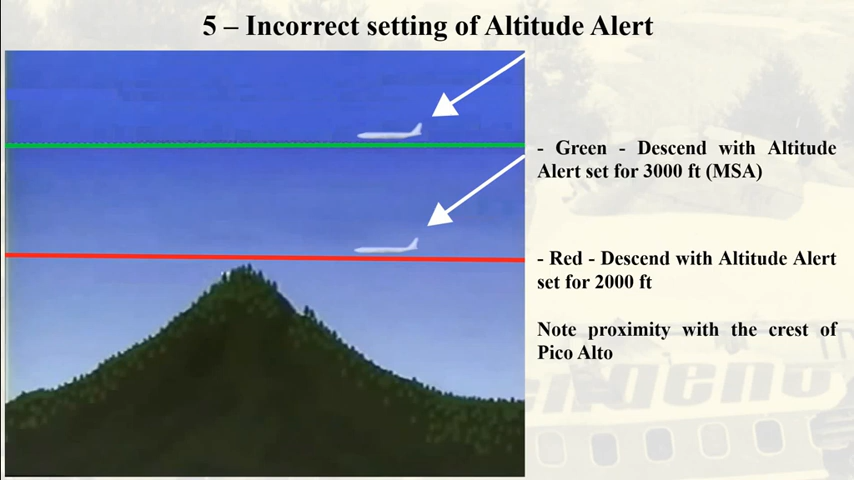 5 – Incorrect setting of Altitude Alert
- Green - Descend with Altitude
Alert set for 3000 ft (MSA)
- Red - Descend with Altitude Alert
set for 2000 ft
Note proximity with the crest of
Pico Alto